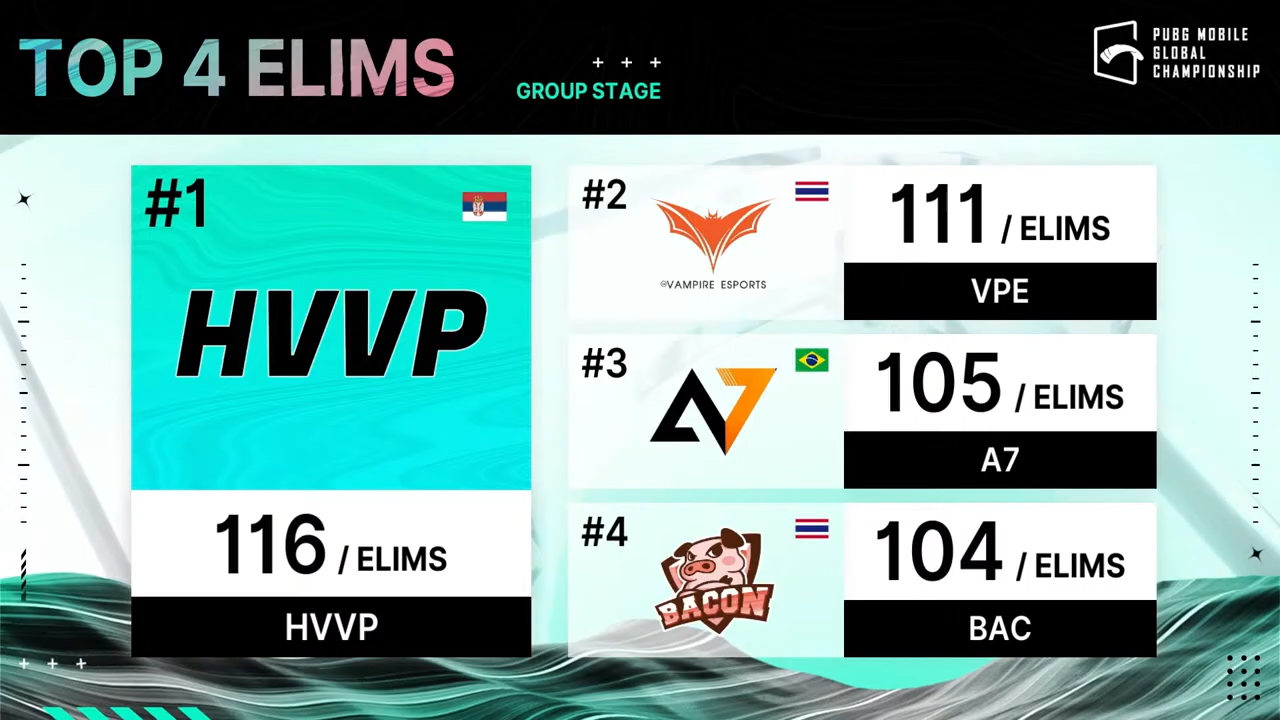 TOP 4 ELIMS
+ + +
GROUP STAGE
PUBG MOBILE
GLOBAL
CHAMPIONSHIP
#1
HVVP
116 / ELIMS
HVVP
#2
@VAMPIRE ESPORTS
111 / ELIMS
VPE
#3
A7
105 / ELIMS
A7
#4
BACON
104 / ELIMS
BAC
+ + +